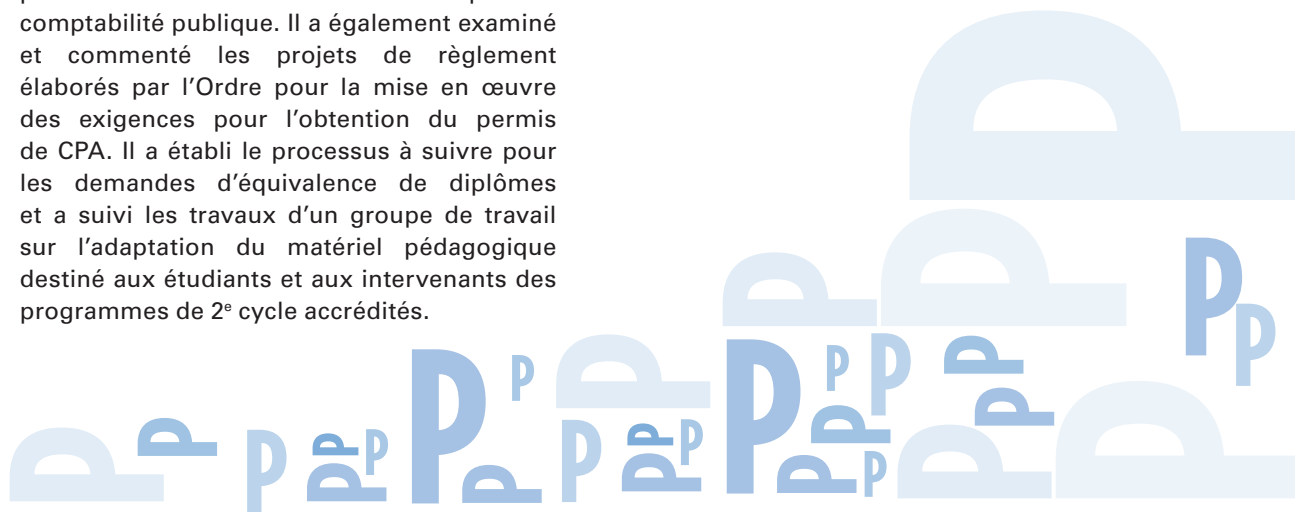 comptabilité publique. Il a également examiné
et commenté les projets de règlement
élaborés par l’Ordre pour la mise en œuvre
des exigences pour l’obtention du permis
de CPA. Il a établi le processus à suivre pour
les demandes d’équivalence de diplômes
et a suivi les travaux d’un groupe de travail
sur l’adaptation du matériel pédagogique
destiné aux étudiants et aux intervenants des
programmes de 2e cycle accrédités.